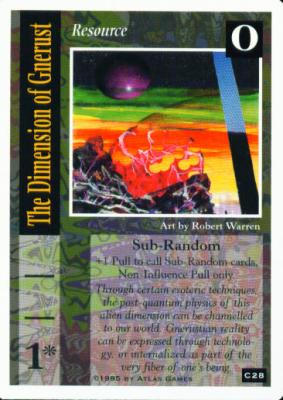 Resource
O
The Dimension of Gnerust
Art by Robert Warren
Sub-Random
+1 Pull to call Sub-Random cards,
Non-Influence Pull only.
Through certain esoteric techniques,
the post-quantum physics of this
alien dimension can be channelled
to our world. Gnerustian reality
can be expressed through technolo-
gy, or internalized as part of the
very fiber of one's being.
1*
©1995 by Atlas Games
C28